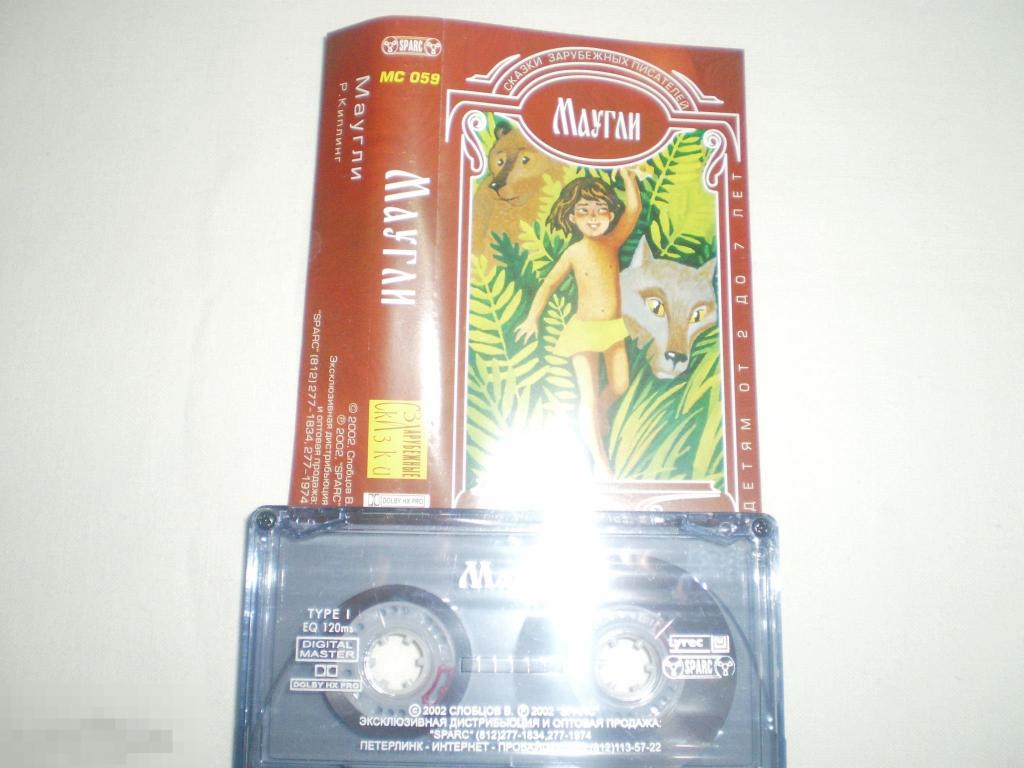 SPARC
MC 059
Маугли
Р. Киплинг
Маугли
ЗАРУБЕЖНЫЕ
СКАЗКИ ЗАРУБЕЖНЫХ ПИСАТЕЛЕЙ
Маугли
ДЕТЯМ ОТ 2 ДО 7 ЛЕТ
© 2002, Слобцов В.
℗ 2002, "SPARC"
Эксклюзивная дистрибьюция
и оптовая продажа:
"SPARC" (812)277-1834, 277-1974
DOLBY HX PRO
TYPE I
EQ 120ms
DIGITAL
MASTER
DOLBY HX PRO
tyrec
SPARC
© 2002 СЛОБЦОВ В. ℗ 2002 "SPARC"
ЭКСКЛЮЗИВНАЯ ДИСТРИБЬЮЦИЯ И ОПТОВАЯ ПРОДАЖА:
"SPARC" (812)277-1834,277-1974
ПЕТЕРЛИНК - ИНТЕРНЕТ - (812)113-57-22